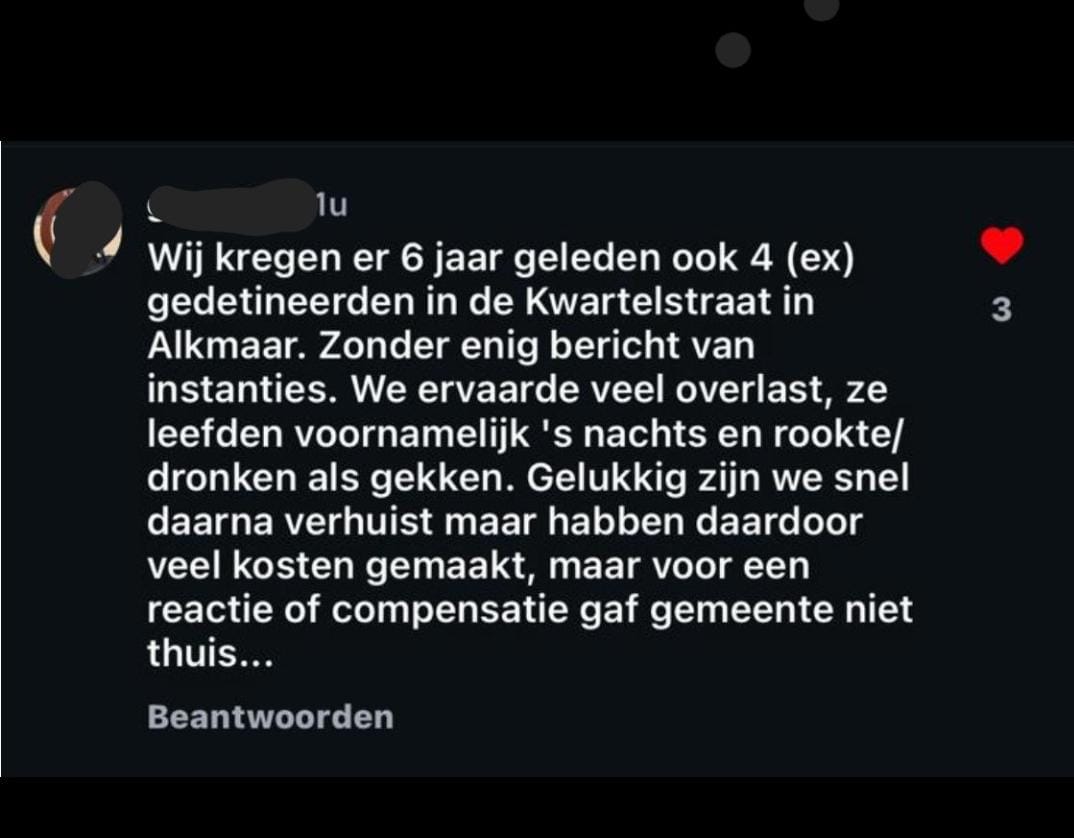 1u
Wij kregen er 6 jaar geleden ook 4 (ex)
gedetineerden in de Kwartelstraat in
Alkmaar. Zonder enig bericht van
instanties. We ervaarde veel overlast, ze
leefden voornamelijk 's nachts en rookte/
dronken als gekken. Gelukkig zijn we snel
daarna verhuist maar habben daardoor
veel kosten gemaakt, maar voor een
reactie of compensatie gaf gemeente niet
thuis...
3
Beantwoorden